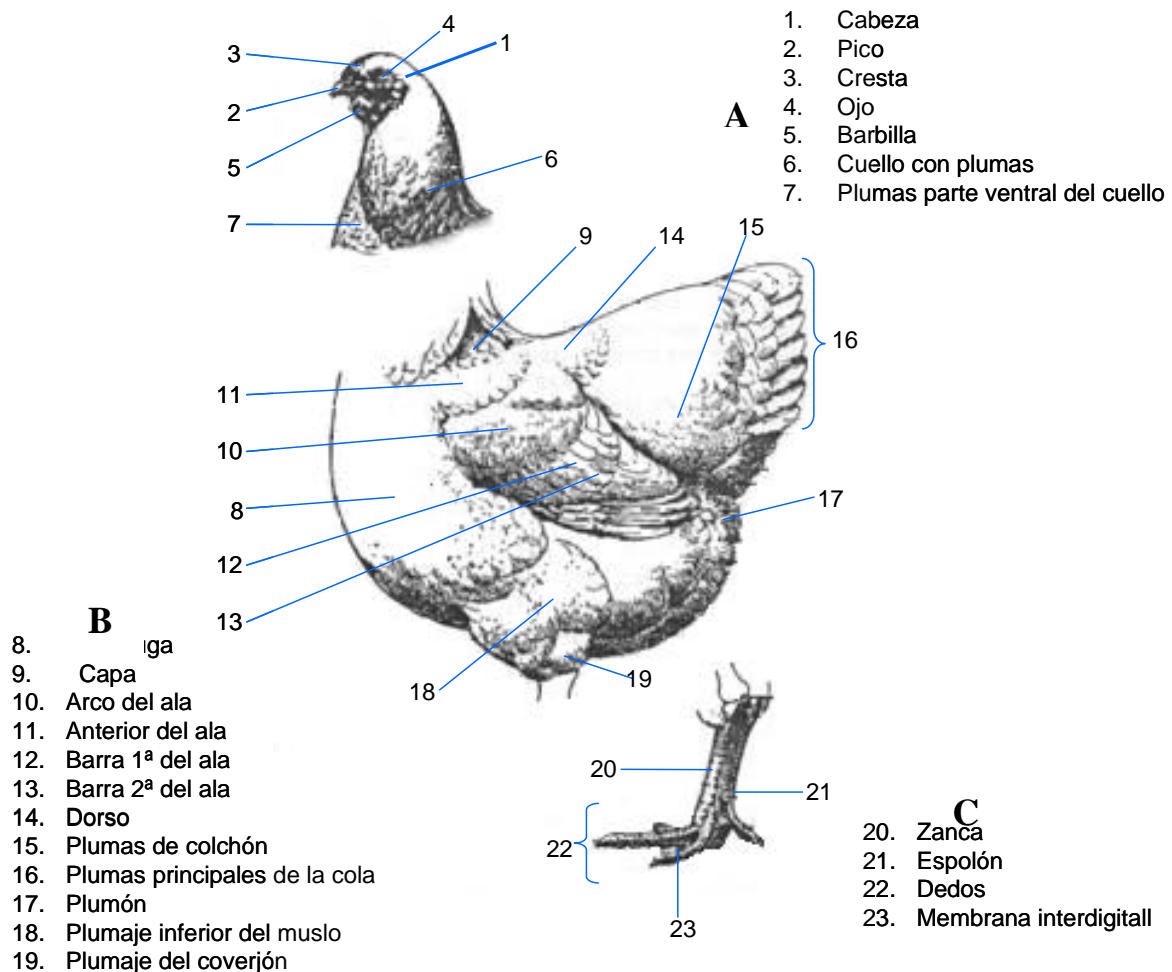 4
3
1
2
5
6
7
A
1. Cabeza
2. Pico
3. Cresta
4. Ojo
5. Barbilla
6. Cuello con plumas
7. Plumas parte ventral del cuello
9
14
15
16
11
10
8
17
12
13
18
19
B
8. uga
9. Capa
10. Arco del ala
11. Anterior del ala
12. Barra 1ª del ala
13. Barra 2ª del ala
14. Dorso
15. Plumas de colchón
16. Plumas principales de la cola
17. Plumón
18. Plumaje inferior del muslo
19. Plumaje del coverjón
20
21
22
23
C
20. Zanca
21. Espolón
22. Dedos
23. Membrana interdigitall